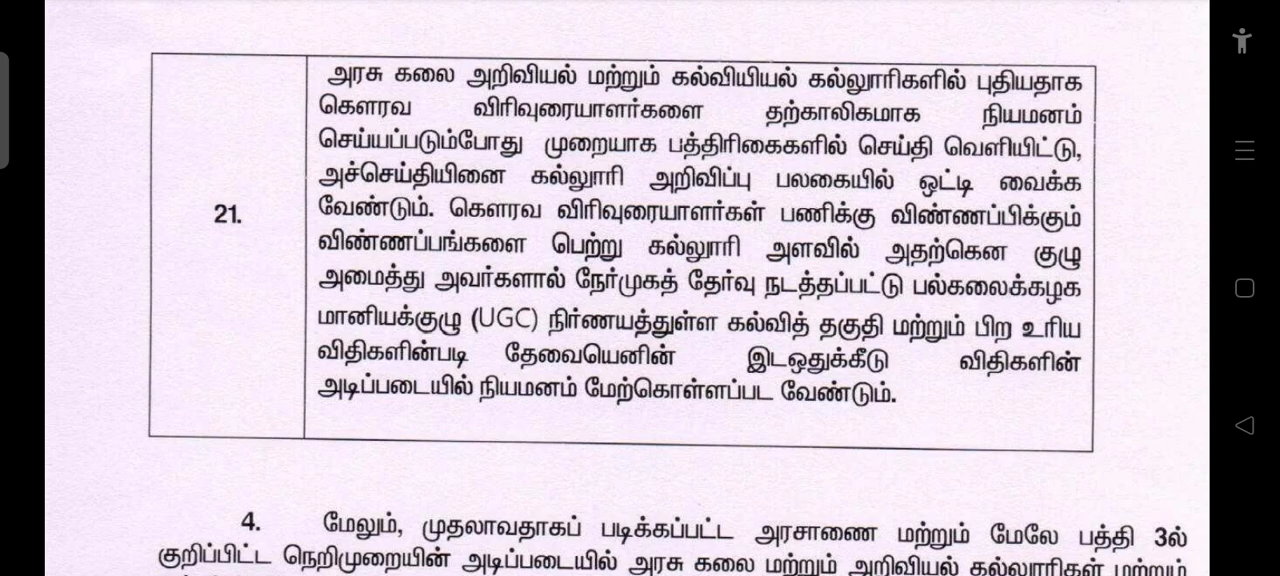 அரசு கலை அறிவியல் மற்றும் கல்வியியல் கல்லூரிகளில் புதியதாக
கௌரவ விரிவுரையாளர்களை தற்காலிகமாக நியமனம்
செய்யப்படும்போது முறையாக பத்திரிகைகளில் செய்தி வெளியிட்டு,
அச்செய்தியினை கல்லூரி அறிவிப்பு பலகையில் ஒட்டி வைக்க
21. வேண்டும். கௌரவ விரிவுரையாளர்கள் பணிக்கு விண்ணப்பிக்கும்
விண்ணப்பங்களை பெற்று கல்லூரி அளவில் அதற்கென குழு
அமைத்து அவர்களால் நேர்முகத் தேர்வு நடத்தப்பட்டு பல்கலைக்கழக
மானியக்குழு (UGC) நிர்ணயத்துள்ள கல்வித் தகுதி மற்றும் பிற உரிய
விதிகளின்படி தேவையெனின் இடஒதுக்கீடு விதிகளின்
அடிப்படையில் நியமனம் மேற்கொள்ளப்பட வேண்டும்.
4. மேலும், முதலாவதாகப் படிக்கப்பட்ட அரசாணை மற்றும் மேலே பத்தி 3ல்
குறிப்பிட்ட நெறிமுறையின் அடிப்படையில் அரசு கலை மற்றும் அறிவியல் கல்லூரிகள் மற்றும்